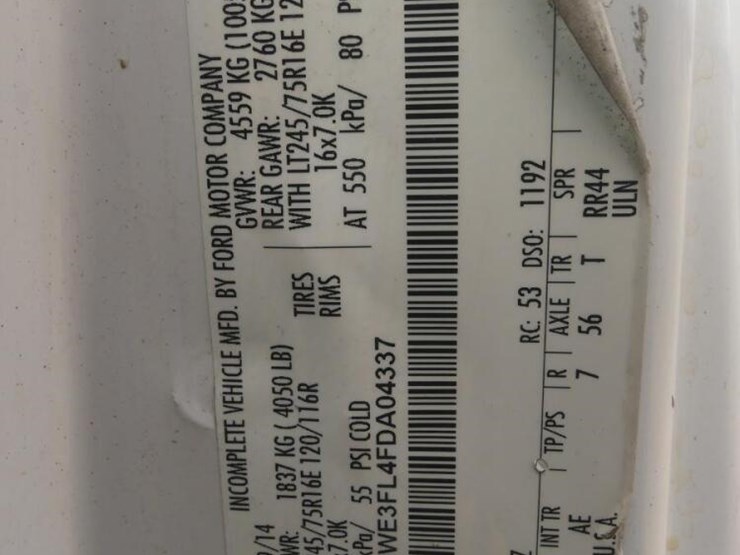 INCOMPLETE VEHICLE MFD. BY FORD MOTOR COMPANY
/14 GVWR: 4559 KG (100
WR: 1837 KG ( 4050 LB) REAR GAWR: 2760 KG
45/75R16E 120/116R TIRES WITH LT245/75R16E 12
7.0K RIMS 16x7.0K
kPa/ 55 PSI COLD AT 550 kPa/ 80 P
WE3FL4FDA04337
RC: 53 DSO: 1192
INT TR TP/PS R AXLE TR SPR
AE 7 56 T RR44
U.S.A. ULN